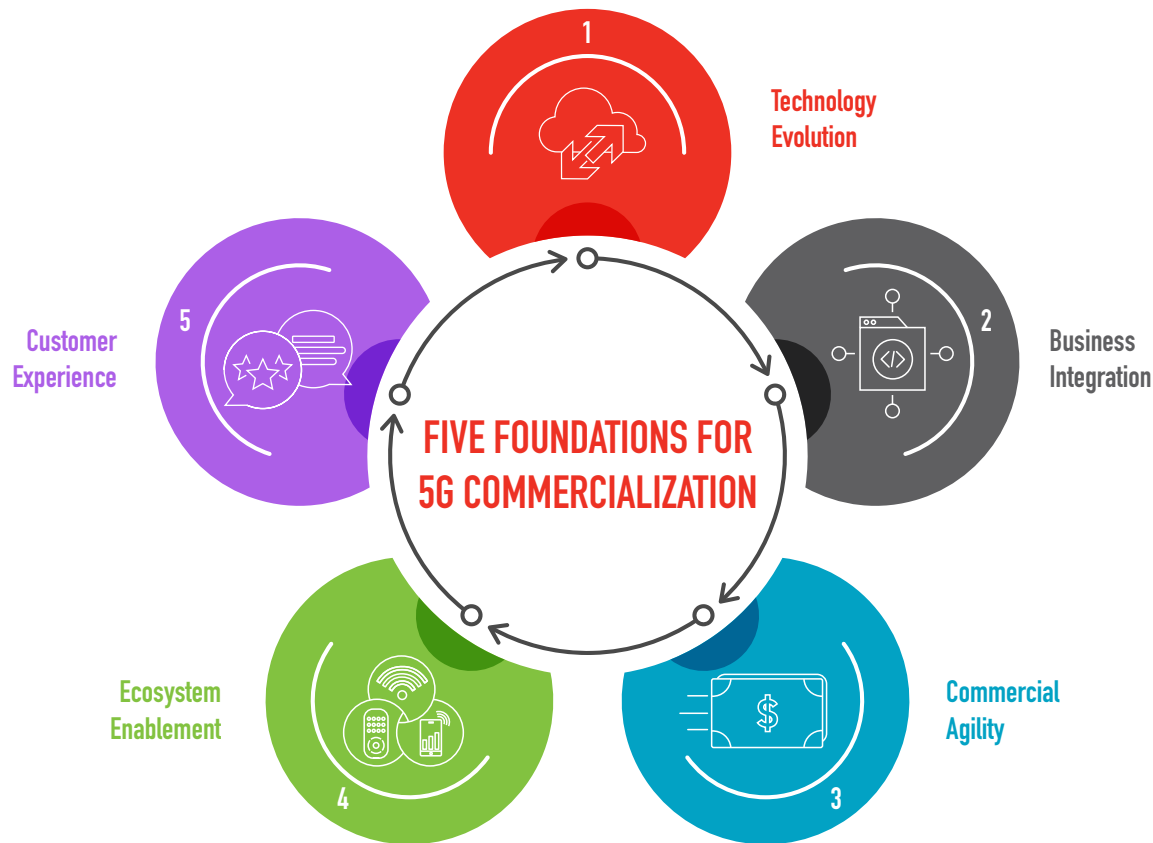 1
Technology
Evolution
2
Business
Integration
</>
FIVE FOUNDATIONS FOR
5G COMMERCIALIZATION
5
Customer
Experience
$
3
Commercial
Agility
4
Ecosystem
Enablement